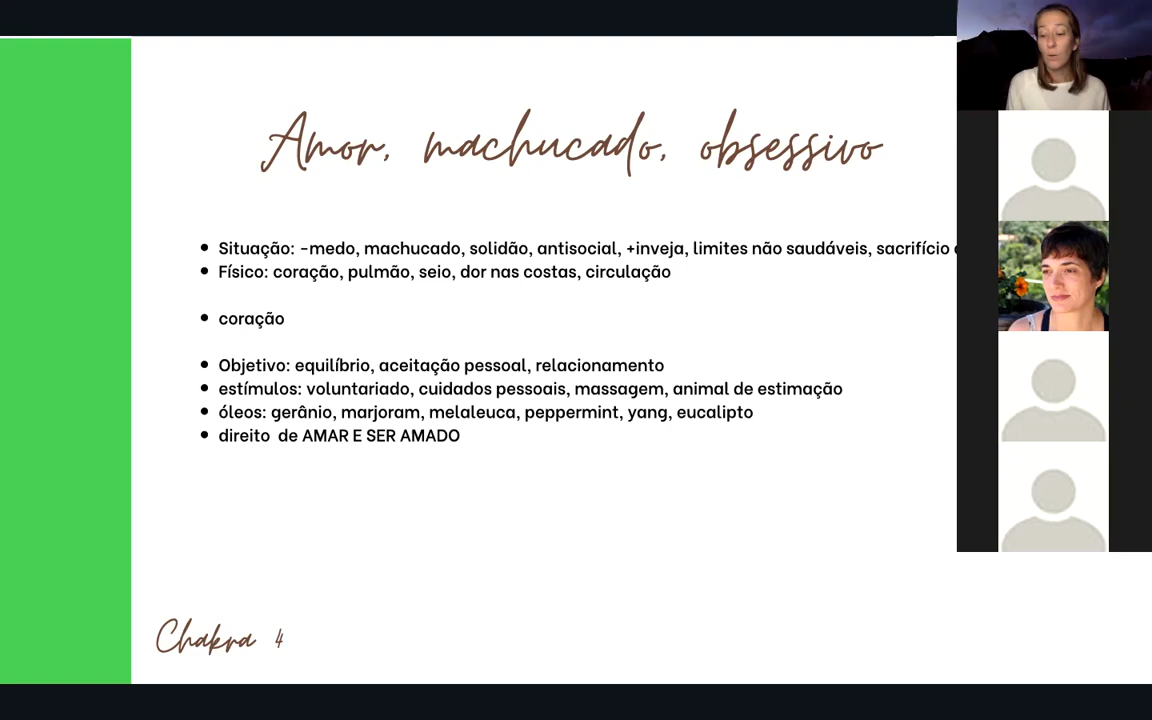 Amor, machucado, obsessivo
Situação: -medo, machucado, solidão, antisocial, +inveja, limites não saudáveis, sacrifício
Físico: coração, pulmão, seio, dor nas costas, circulação
coração
Objetivo: equilíbrio, aceitação pessoal, relacionamento
estímulos: voluntariado, cuidados pessoais, massagem, animal de estimação
óleos: gerânio, marjoram, melaleuca, peppermint, yang, eucalipto
direito de AMAR E SER AMADO
Chakra 4